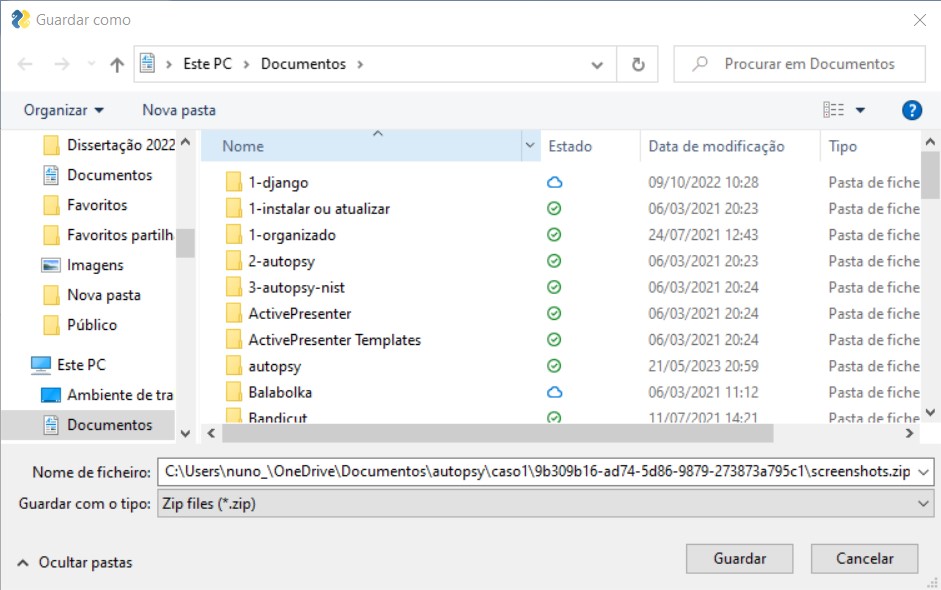 Guardar como
Este PC > Documentos >
Procurar em Documentos
Organizar Nova pasta
Dissertação 2022
Documentos
Favoritos
Favoritos partilh
Imagens
Nova pasta
Público
Este PC
Ambiente de tra
Documentos
Nome Estado Data de modificação Tipo
1-django 09/10/2022 10:28 Pasta de fiche
1-instalar ou atualizar 06/03/2021 20:23 Pasta de fiche
1-organizado 24/07/2021 12:43 Pasta de fiche
2-autopsy 06/03/2021 20:23 Pasta de fiche
3-autopsy-nist 06/03/2021 20:24 Pasta de fiche
ActivePresenter 06/03/2021 20:24 Pasta de fiche
ActivePresenter Templates 06/03/2021 20:24 Pasta de fiche
autopsy 21/05/2023 20:59 Pasta de fiche
Balabolka 06/03/2021 11:12 Pasta de fiche
Bandicut 11/07/2021 14:21 Pasta de fiche
Nome de ficheiro: C:\Users\nuno_\OneDrive\Documentos\autopsy\caso1\9b309b16-ad74-5d86-9879-273873a795c1\screenshots.zip
Guardar com o tipo: Zip files (*.zip)
Ocultar pastas
Guardar Cancelar